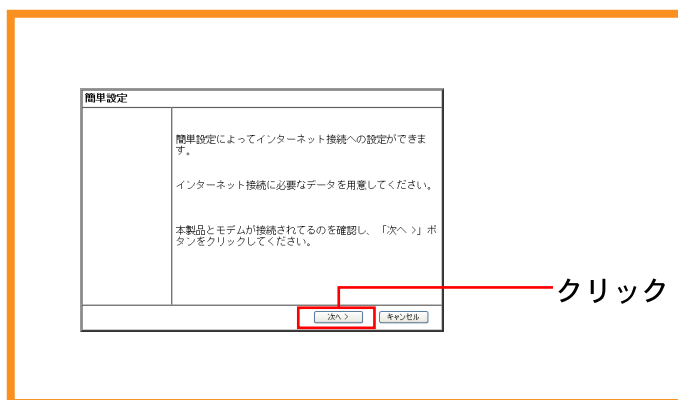 簡単設定
簡単設定によってインターネット接続への設定ができま
す。
インターネット接続に必要なデータを用意してください。
本製品とモデムが接続されてるのを確認し、「次へ >」ボ
タンをクリックしてください。
クリック
次へ > キャンセル